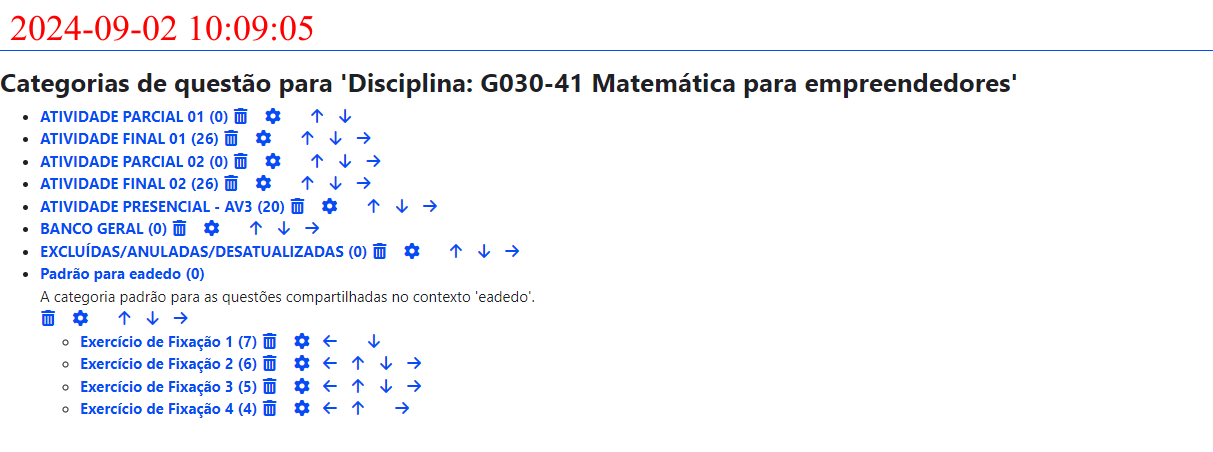 2024-09-02 10:09:05
Categorias de questão para 'Disciplina: G030-41 Matemática para empreendedores'
ATIVIDADE PARCIAL 01 (0)
ATIVIDADE FINAL 01 (26)
ATIVIDADE PARCIAL 02 (0)
ATIVIDADE FINAL 02 (26)
ATIVIDADE PRESENCIAL - AV3 (20)
BANCO GERAL (0)
EXCLUÍDAS/ANULADAS/DESATUALIZADAS (0)
Padrão para eadedo (0)
A categoria padrão para as questões compartilhadas no contexto 'eadedo'.
Exercício de Fixação 1 (7)
Exercício de Fixação 2 (6)
Exercício de Fixação 3 (5)
Exercício de Fixação 4 (4)